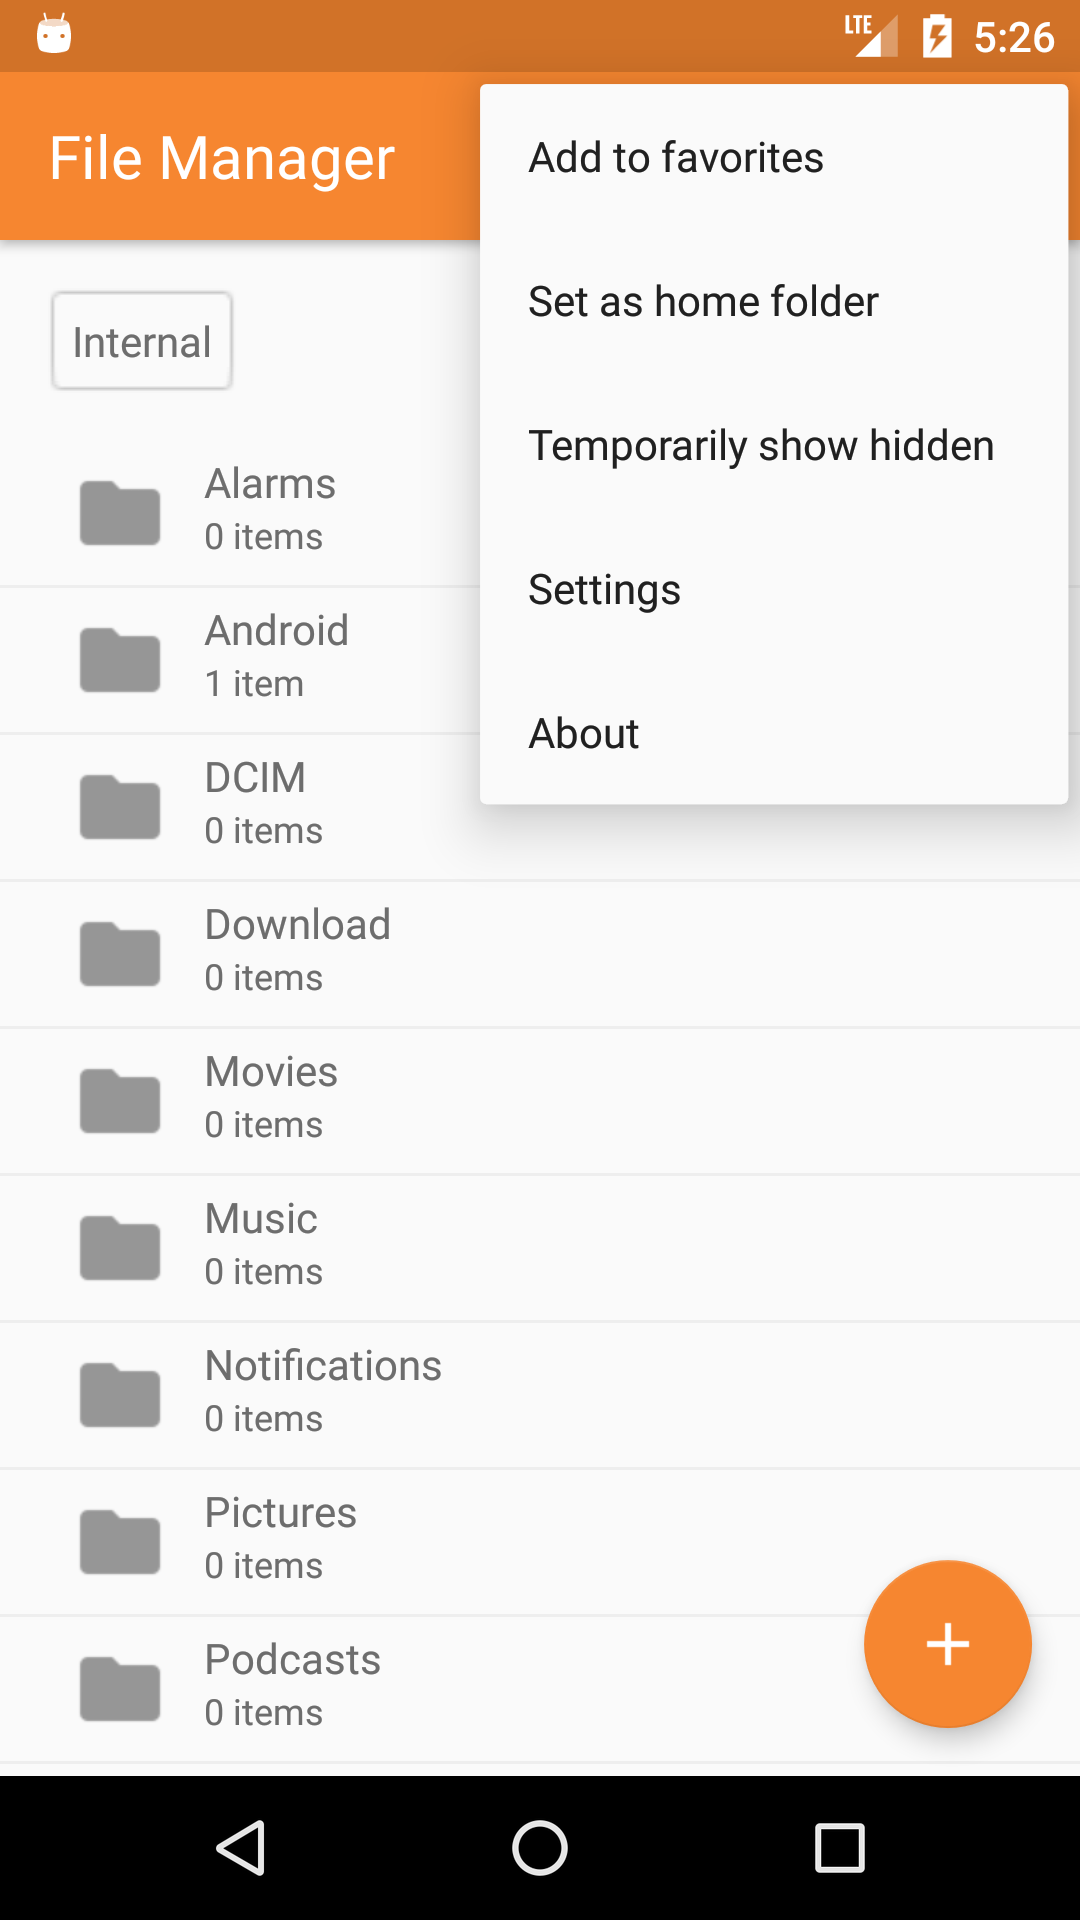 LTE 5:26
File Manager
Add to favorites
Set as home folder
Temporarily show hidden
Settings
About
Internal
Alarms
0 items
Android
1 item
DCIM
0 items
Download
0 items
Movies
0 items
Music
0 items
Notifications
0 items
Pictures
0 items
Podcasts
0 items